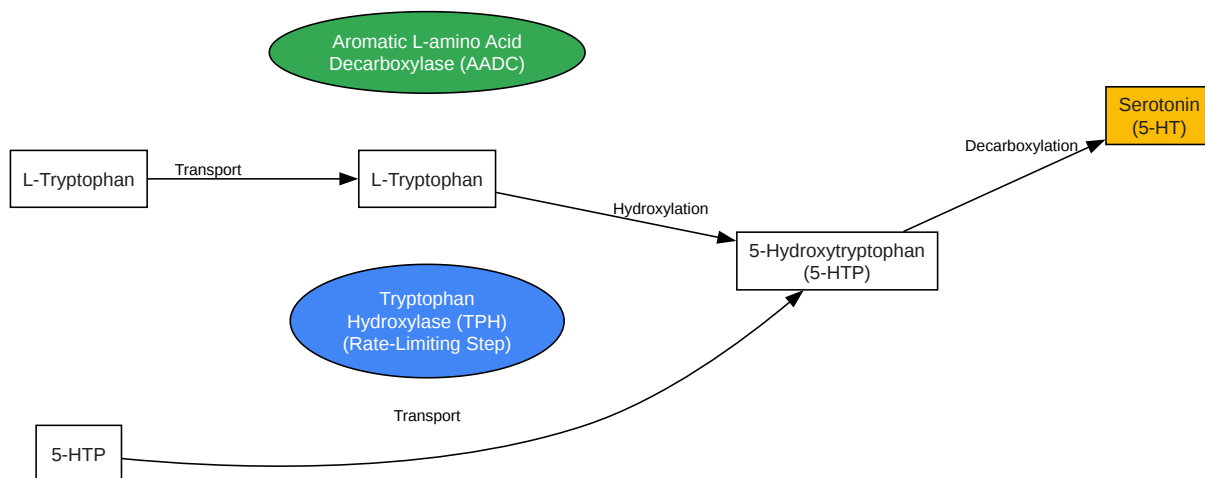 Aromatic L-amino Acid
Decarboxylase (AADC)
Serotonin
(5-HT)
Decarboxylation
L-Tryptophan
Transport
L-Tryptophan
Hydroxylation
5-Hydroxytryptophan
(5-HTP)
Tryptophan
Hydroxylase (TPH)
(Rate-Limiting Step)
Transport
5-HTP